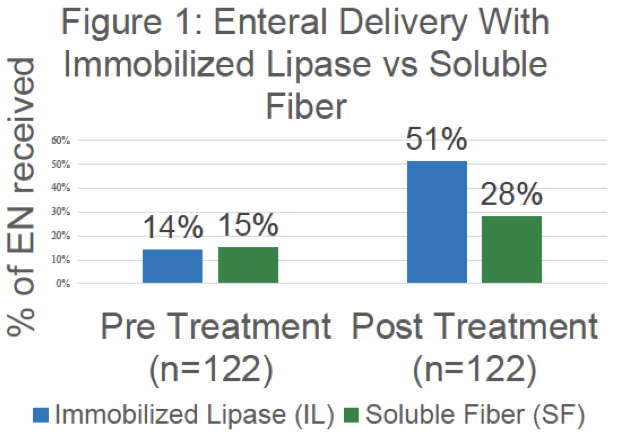 Figure 1: Enteral Delivery With
Immobilized Lipase vs Soluble
Fiber
% of EN received
60%
50%
40%
30%
20%
10%
0%
14%
15%
51%
28%
Pre Treatment
(n=122)
Post Treatment
(n=122)
Immobilized Lipase (IL)
Soluble Fiber (SF)